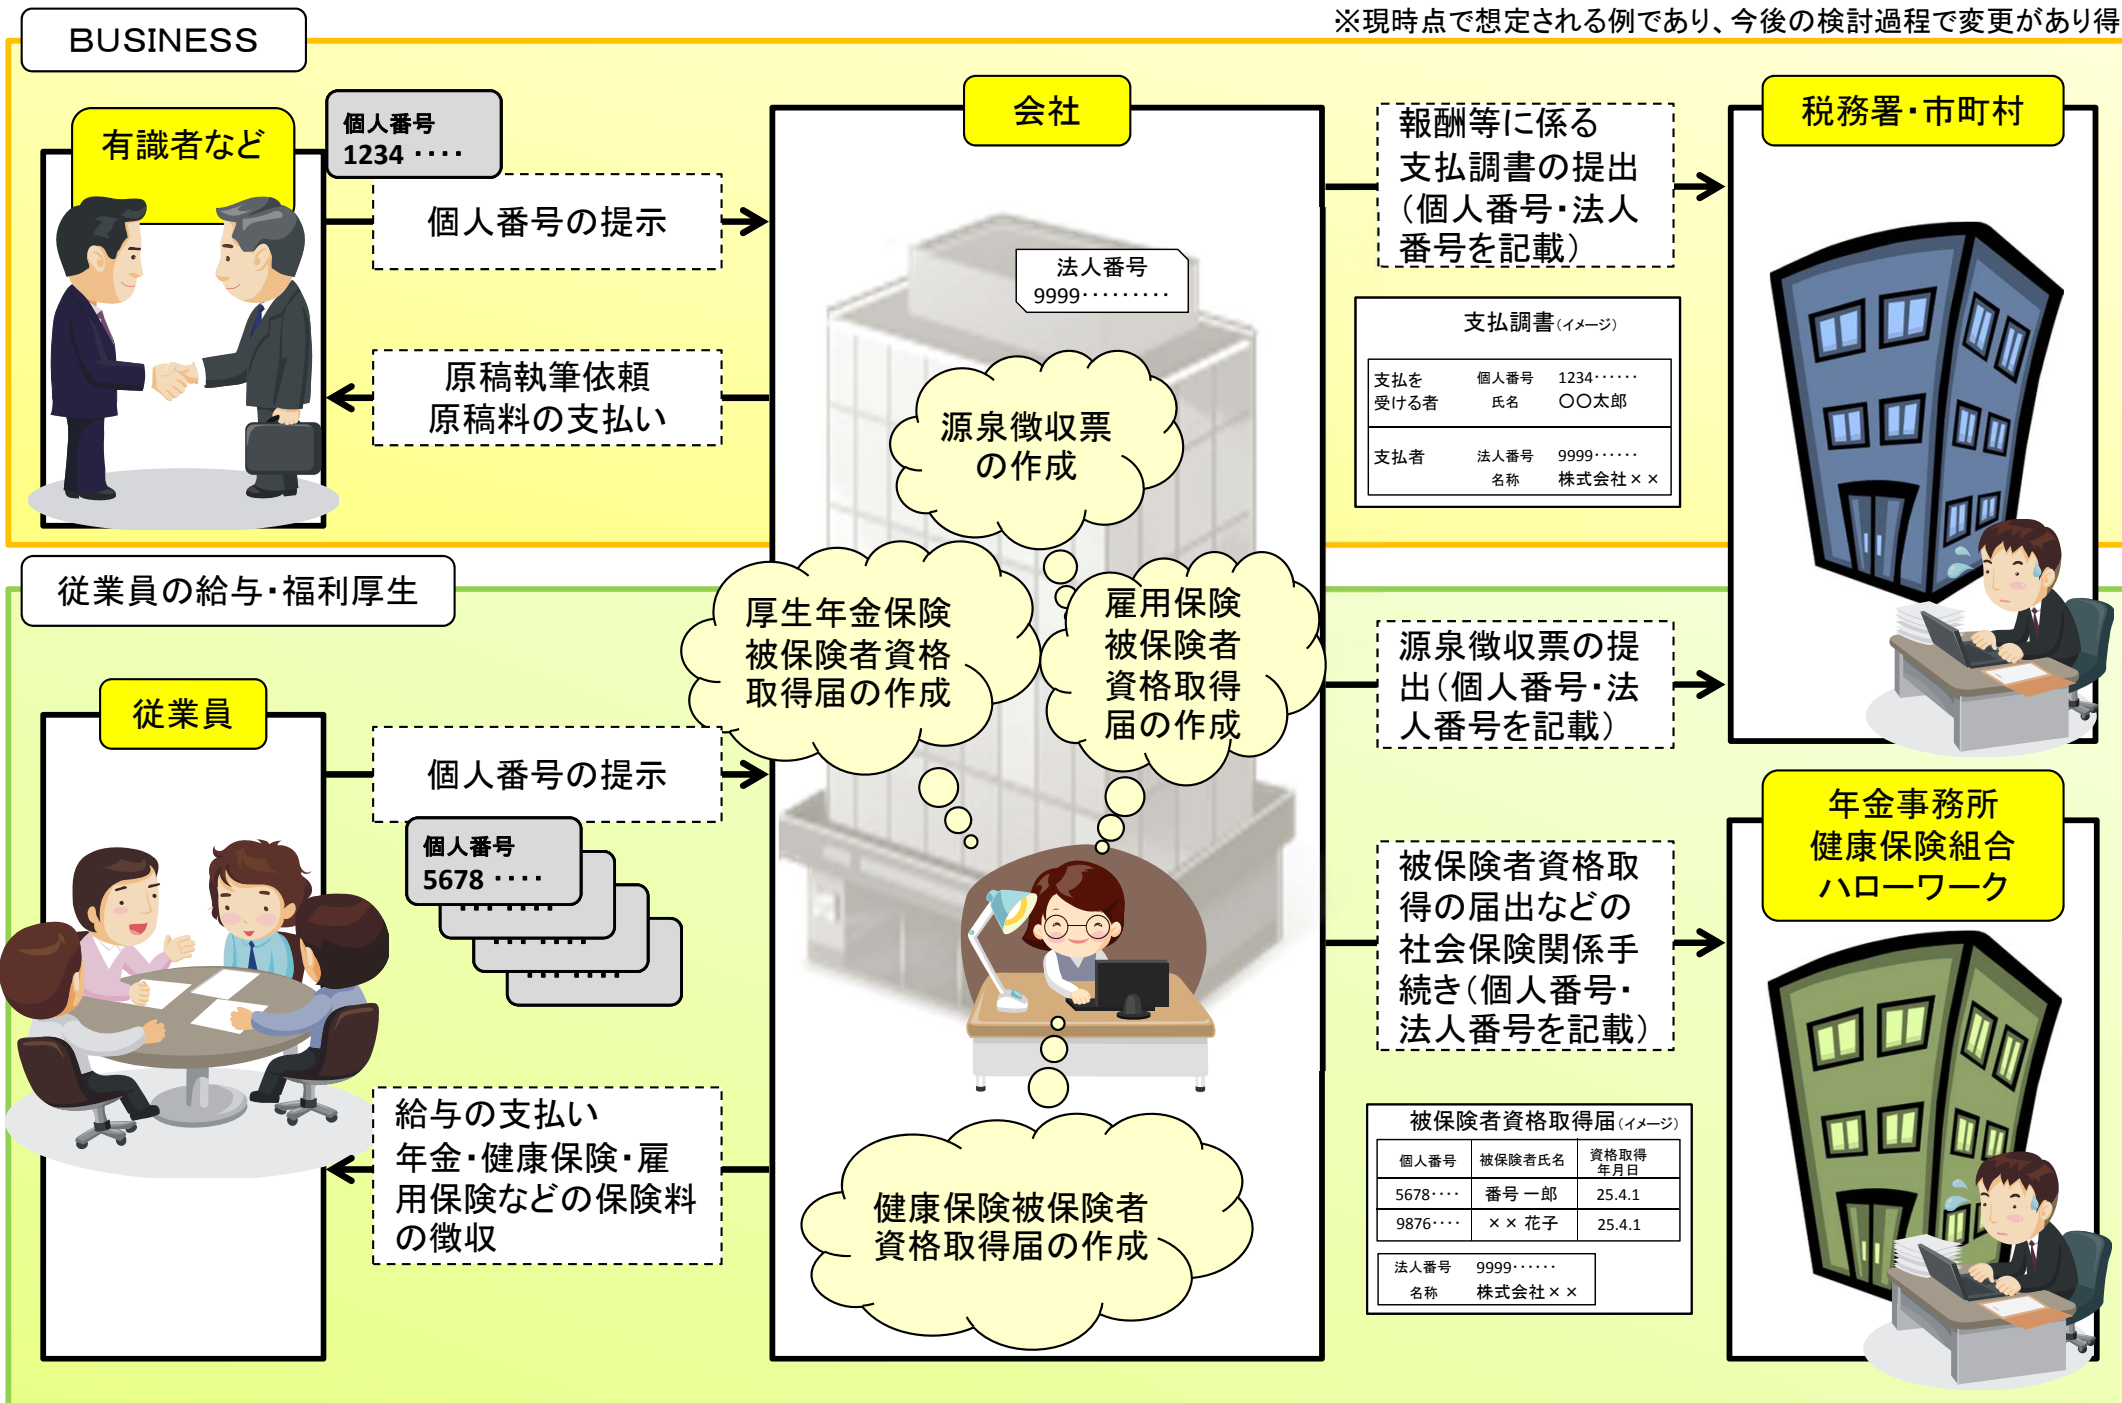 ※現時点で想定される例であり、今後の検討過程で変更があり得
BUSINESS
有識者など
個人番号
1234 ････
個人番号の提示
原稿執筆依頼
原稿料の支払い
会社
法人番号
9999･････････
源泉徴収票
の作成
厚生年金保険
被保険者資格
取得届の作成
雇用保険
被保険者
資格取得
届の作成
健康保険被保険者
資格取得届の作成
報酬等に係る
支払調書の提出
（個人番号・法人
番号を記載）
支払調書（イメージ）
支払を
受ける者
個人番号 1234･･････
氏名 〇〇太郎
支払者
法人番号 9999･･････
名称 株式会社××
税務署・市町村
従業員の給与・福利厚生
従業員
個人番号の提示
個人番号
5678 ････
給与の支払い
年金・健康保険・雇
用保険などの保険料
の徴収
源泉徴収票の提
出（個人番号・法
人番号を記載）
被保険者資格取
得の届出などの
社会保険関係手
続き（個人番号・
法人番号を記載）
年金事務所
健康保険組合
ハローワーク
被保険者資格取得届（イメージ）
個人番号 被保険者氏名 資格取得
年月日
5678････ 番号 一郎 25.4.1
9876････ ×× 花子 25.4.1
法人番号 9999･･････
名称 株式会社××